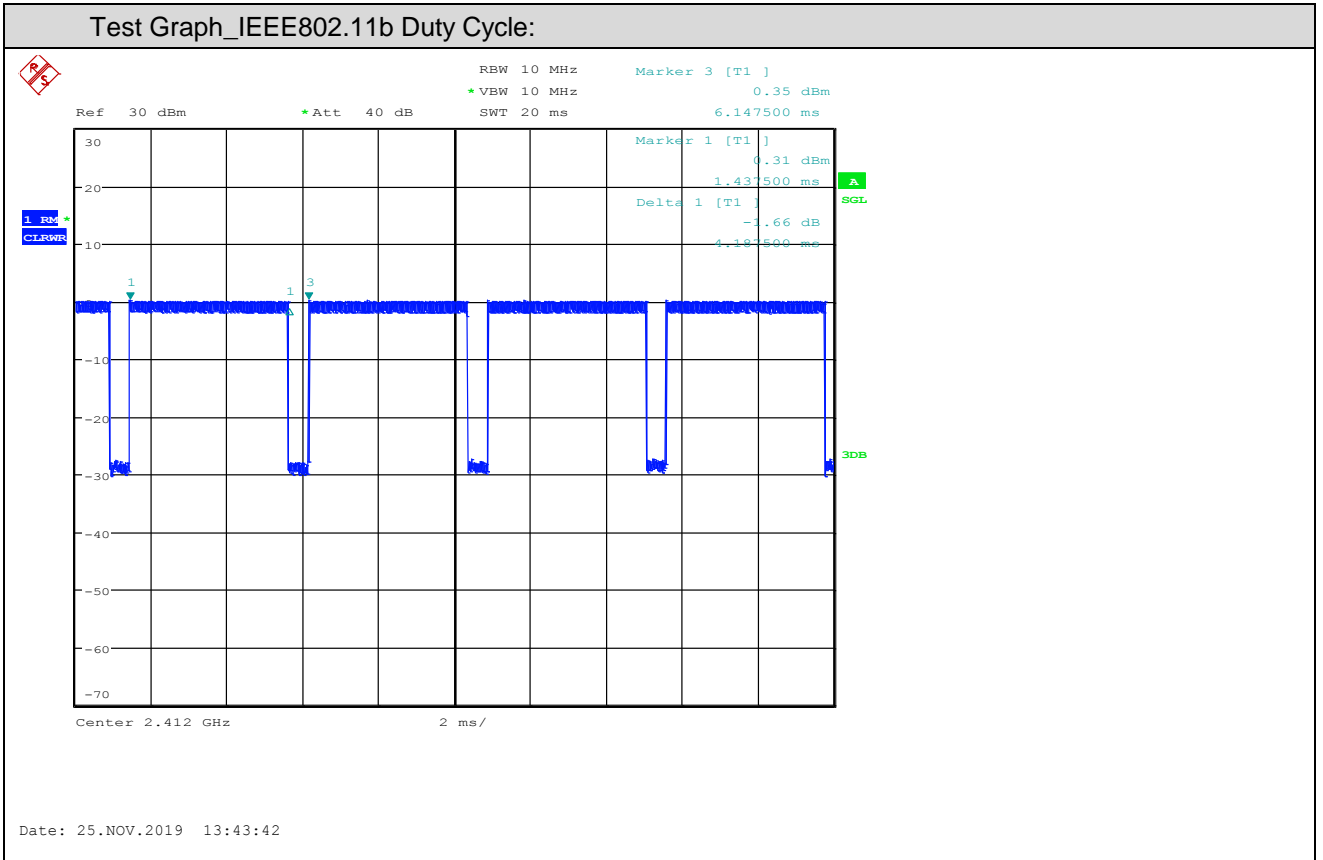 Test Graph_IEEE802.11b Duty Cycle:
R S
RBW 10 MHz Marker 3 [T1 ]
*VBW 10 MHz 0.35 dBm
Ref 30 dBm *Att 40 dB SWT 20 ms 6.147500 ms
30 Marker 1 [T1 ]
0.31 dBm
1.437500 ms A
20 Delta 1 [T1 ] SGL
1 RM * -1.66 dB
CLRWR 10 4.187500 ms
1 1 3
-10
-20
3DB
-30
-40
-50
-60
-70
Center 2.412 GHz 2 ms/
Date: 25.NOV.2019 13:43:42